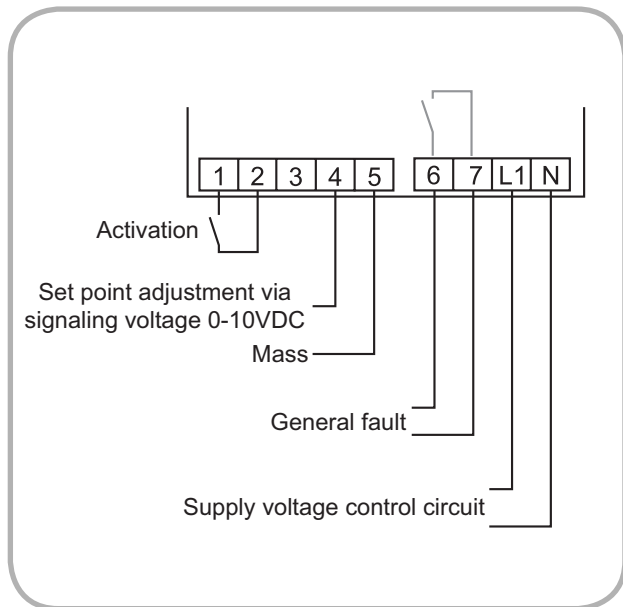 1 2 3 4 5 6 7 L1 N
Activation
Set point adjustment via
signaling voltage 0-10VDC
Mass
General fault
Supply voltage control circuit